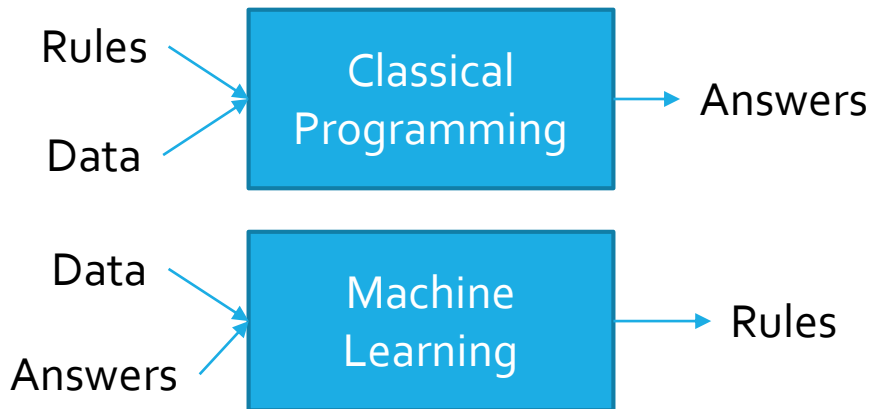 Rules
Data
Classical
Programming
Answers
Data
Answers
Machine
Learning
Rules